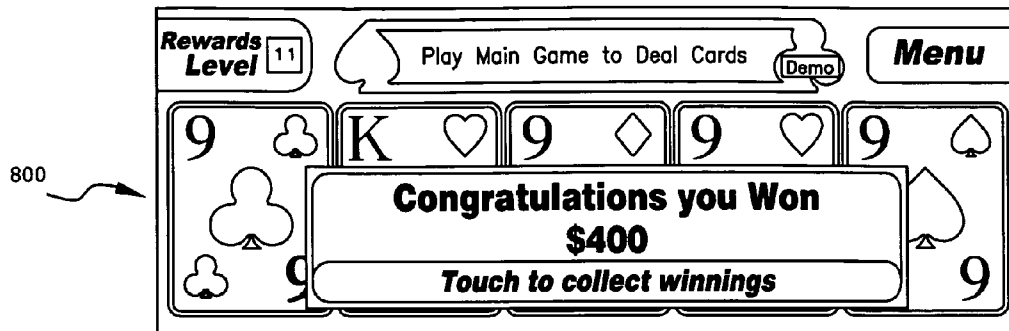 Rewards
Level 11
Play Main Game to Deal Cards
Demo
Menu
800
9 K 9 9 9
Congratulations you Won
$400
Touch to collect winnings
9 9